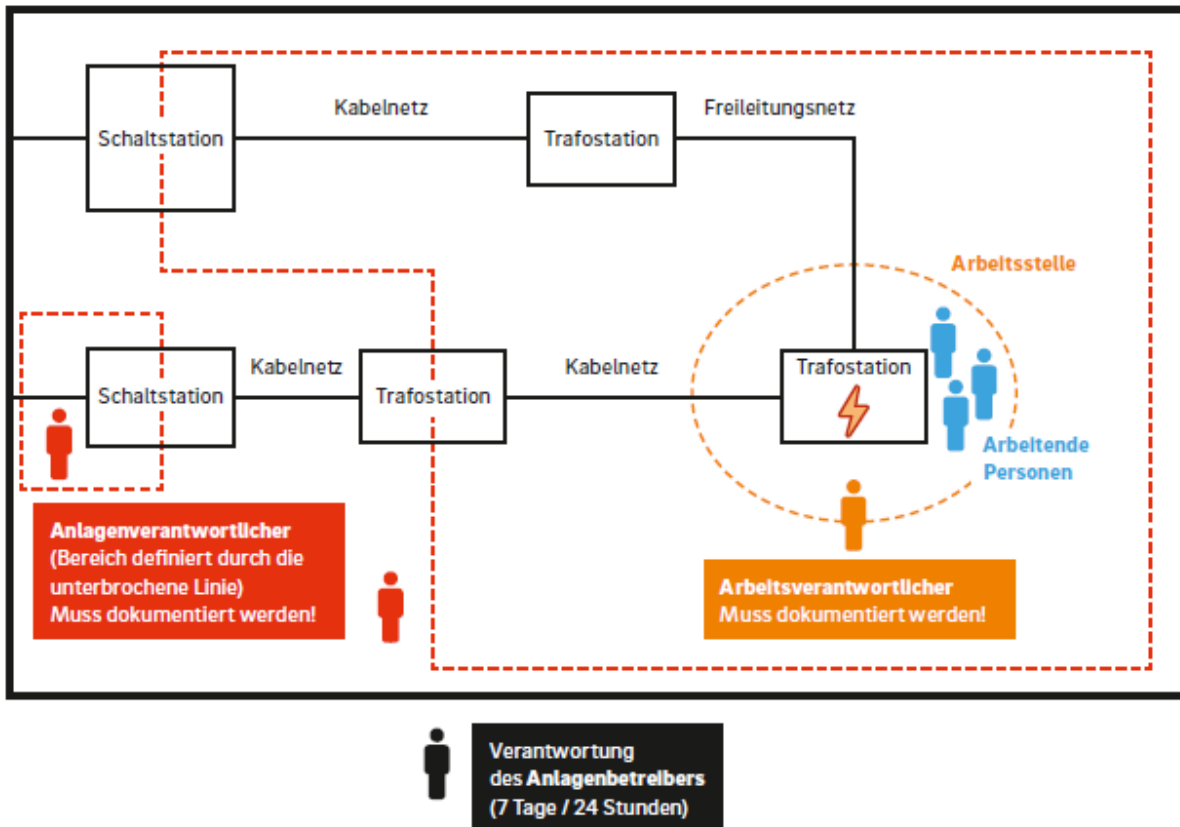 Kabelnetz
Freileitungsnetz
Schaltstation
Trafostation
Arbeitsstelle
Kabelnetz
Kabelnetz
Trafostation
Schaltstation
Trafostation
Arbeitende
Personen
Anlagenverantwortlicher
(Bereich definiert durch die
unterbrochene Linie)
Muss dokumentiert werden!
Arbeitsverantwortlicher
Muss dokumentiert werden!
Verantwortung
des Anlagenbetreibers
(7 Tage / 24 Stunden)